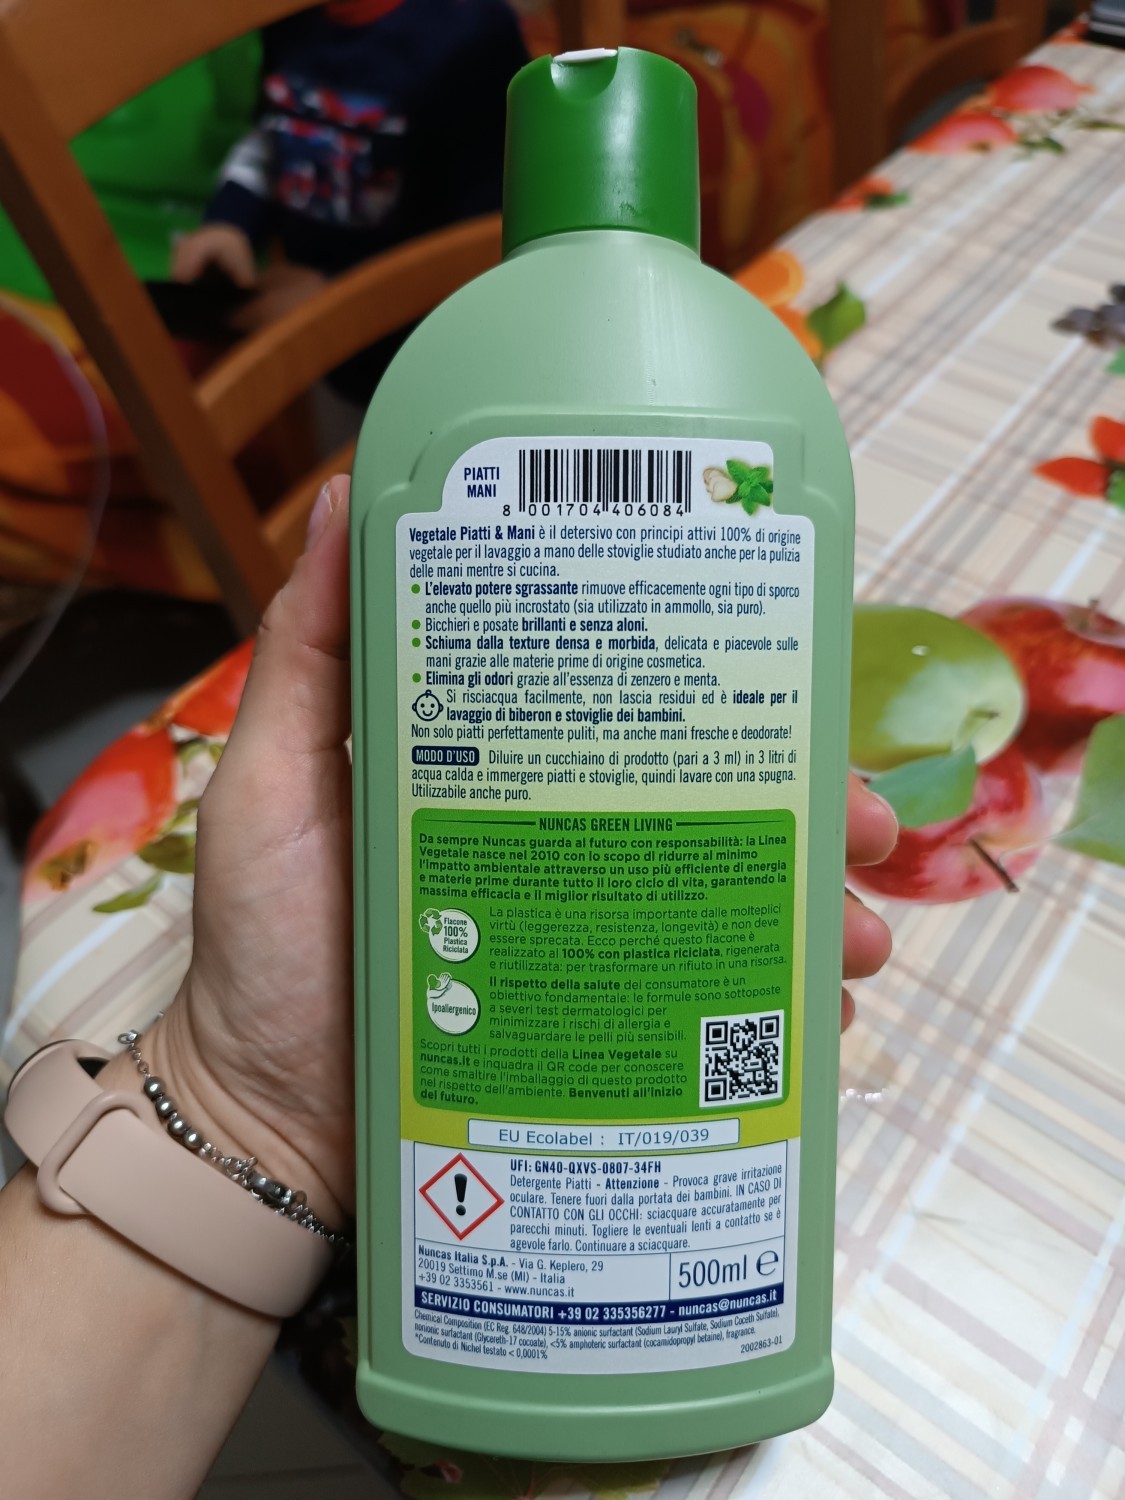 PIATTI
MANI
8 001704 406084
Vegetale Piatti & Mani è il detersivo con principi attivi 100% di origine
vegetale per il lavaggio a mano delle stoviglie studiato anche per la pulizia
delle mani mentre si cucina.
L'elevato potere sgrassante rimuove efficacemente ogni tipo di sporco
anche quello più incrostato (sia utilizzato in ammollo, sia puro).
Bicchieri e posate brillanti e senza aloni.
Schiuma dalla texture densa e morbida, delicata e piacevole sulle
mani grazie alle materie prime di origine cosmetica.
Elimina gli odori grazie all'essenza di zenzero e menta.
Si risciacqua facilmente, non lascia residui ed è ideale per il
lavaggio di biberon e stoviglie dei bambini.
Non solo piatti perfettamente puliti, ma anche mani fresche e deodorate!
MODO D'USO Diluire un cucchiaino di prodotto (pari a 3 ml) in 3 litri di
acqua calda e immergere piatti e stoviglie, quindi lavare con una spugna.
Utilizzabile anche puro.
NUNCAS GREEN LIVING
Da sempre Nuncas guarda al futuro con responsabilità: la Linea
Vegetale nasce nel 2010 con lo scopo di ridurre al minimo
l'impatto ambientale attraverso un uso più efficiente di energia
e materie prime durante tutto il loro ciclo di vita, garantendo la
massima efficacia e il miglior risultato di utilizzo.
Flacone
100%
Plastica
Riciclata
La plastica è una risorsa importante dalle molteplici
virtù (leggerezza, resistenza, longevità) e non deve
essere sprecata. Ecco perché questo flacone è
realizzato al 100% con plastica riciclata, rigenerata
e riutilizzata: per trasformare un rifiuto in una risorsa.
Ipoallergenico
Il rispetto della salute del consumatore è un
obiettivo fondamentale: le formule sono sottoposte
a severi test dermatologici per
minimizzare i rischi di allergia e
salvaguardare le pelli più sensibili.
Scopri tutti i prodotti della Linea Vegetale su
nuncas.it e inquadra il QR code per conoscere
come smaltire l'imballaggio di questo prodotto
nel rispetto dell'ambiente. Benvenuti all'inizio
del futuro.
EU Ecolabel : IT/019/039
UFI: GN40-QXVS-0807-34FH
Detergente Piatti - Attenzione - Provoca grave irritazione
oculare. Tenere fuori dalla portata dei bambini. IN CASO DI
CONTATTO CON GLI OCCHI: sciacquare accuratamente per
parecchi minuti. Togliere le eventuali lenti a contatto se è
agevole farlo. Continuare a sciacquare.
Nuncas Italia S.p.A. - Via G. Keplero, 29
20019 Settimo M.se (MI) - Italia
+39 02 3353561 - www.nuncas.it
500ml e
SERVIZIO CONSUMATORI +39 02 335356277 - nuncas@nuncas.it
Chemical Composition (EC Reg. 648/2004) 5-15% anionic surfactant (Sodium Lauryl Sulfate, Sodium Coceth Sulfate),
nonionic surfactant (Glycereth-17 cocoate), <5% amphoteric surfactant (cocamidopropyl betaine), fragrance.
*Contenuto di Nichel testato < 0,0001%
2002863-01